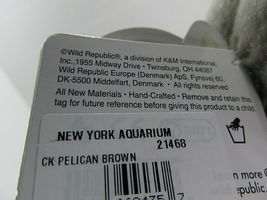 ©Wild Republic®, a division of K&M International,
Inc.,1955 Midway Drive • Twinsburg, OH 44087
Wild Republic Europe (Denmark) ApS, Fynsvej 60,
DK-5500 Middelfart, Denmark • All rights reserved
All New Materials • Hand-Crafted • Remove and retain this
tag for future reference before giving this product to a child.
NEW YORK AQUARIUM
21468
CK PELICAN BROWN
Learn more